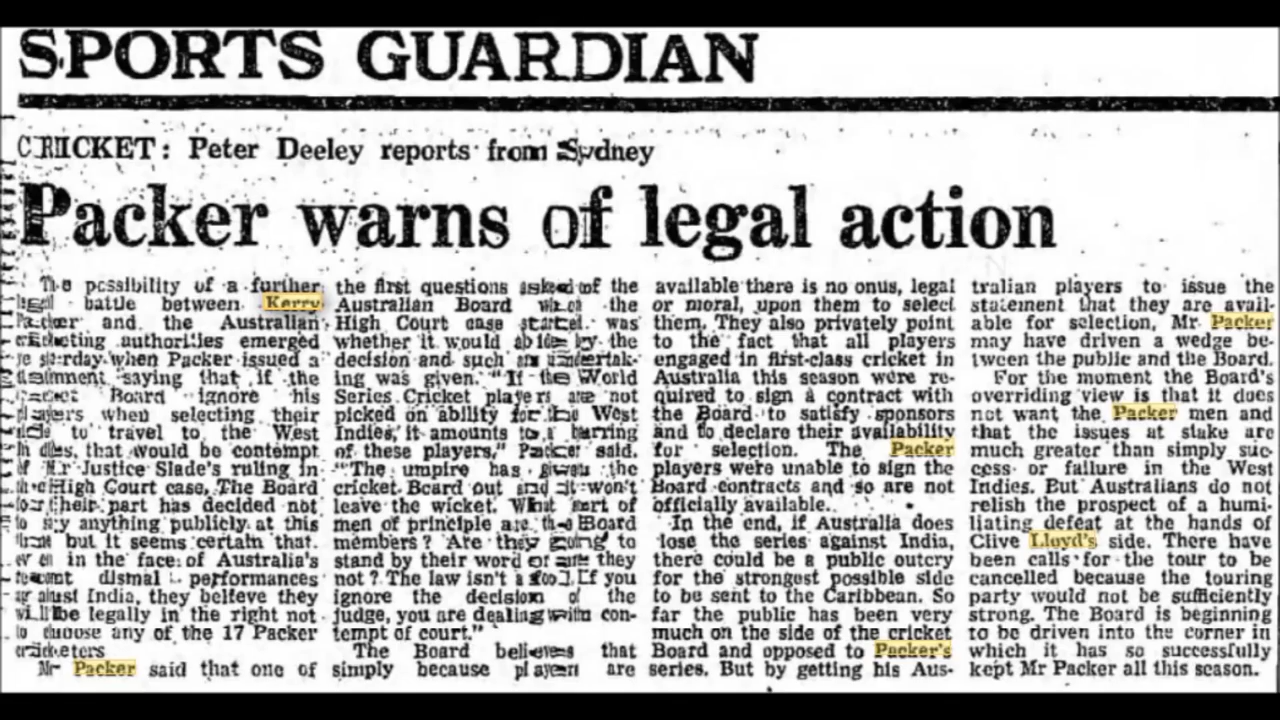 SPORTS GUARDIAN
CRICKET: Peter Deeley reports from Sydney
Packer warns of legal action
The possibility of a further
legal battle between Kerry
Packer and the Australian
cricketing authorities emerged
yesterday when Packer issued a
statement saying that if the
Board ignore his
players when selecting their
side to travel to the West
Indies, that would be contempt
of Mr Justice Slade's ruling in
the High Court case. The Board
for their part has decided not
to say anything publicly at this
time but it seems certain that
even in the face of Australia's
recent dismal performances
against India, they believe they
will be legally in the right not
to choose any of the 17 Packer
cricketers
Mr Packer said that one of
the first questions asked of the
Australian Board when the
High Court case started was
whether it would abide by the
decision and such an undertak-
ing was given. "If the World
Series Cricket players are not
picked on ability for the West
Indies, it amounts to a barring
of these players," Packer said.
"The umpire has given the
cricket Board out and it won't
leave the wicket. What sort of
men of principle are the Board
members? Are they going to
stand by their word or are they
not? The law isn't a fool. If you
ignore the decision of the
judge, you are dealing with con-
tempt of court."
The Board believes that
simply because players are
available there is no onus, legal
or moral, upon them to select
them. They also privately point
to the fact that all players
engaged in first-class cricket in
Australia this season were re-
quired to sign a contract with
the Board to satisfy sponsors
and to declare their availability
for selection. The Packer
players were unable to sign the
Board contracts and so are not
officially available.
In the end, if Australia does
lose the series against India,
there could be a public outcry
for the strongest possible side
to be sent to the Caribbean. So
far the public has been very
much on the side of the cricket
Board and opposed to Packer's
series. But by getting his Aus-
tralian players to issue the
statement that they are avail-
able for selection, Mr Packer
may have driven a wedge be-
tween the public and the Board.
For the moment the Board's
overriding view is that it does
not want the Packer men and
that the issues at stake are
much greater than simply suc-
cess or failure in the West
Indies. But Australians do not
relish the prospect of a humi-
liating defeat at the hands of
Clive Lloyd's side. There have
been calls for the tour to be
cancelled because the touring
party would not be sufficiently
strong. The Board is beginning
to be driven into the corner in
which it has so successfully
kept Mr Packer all this season.